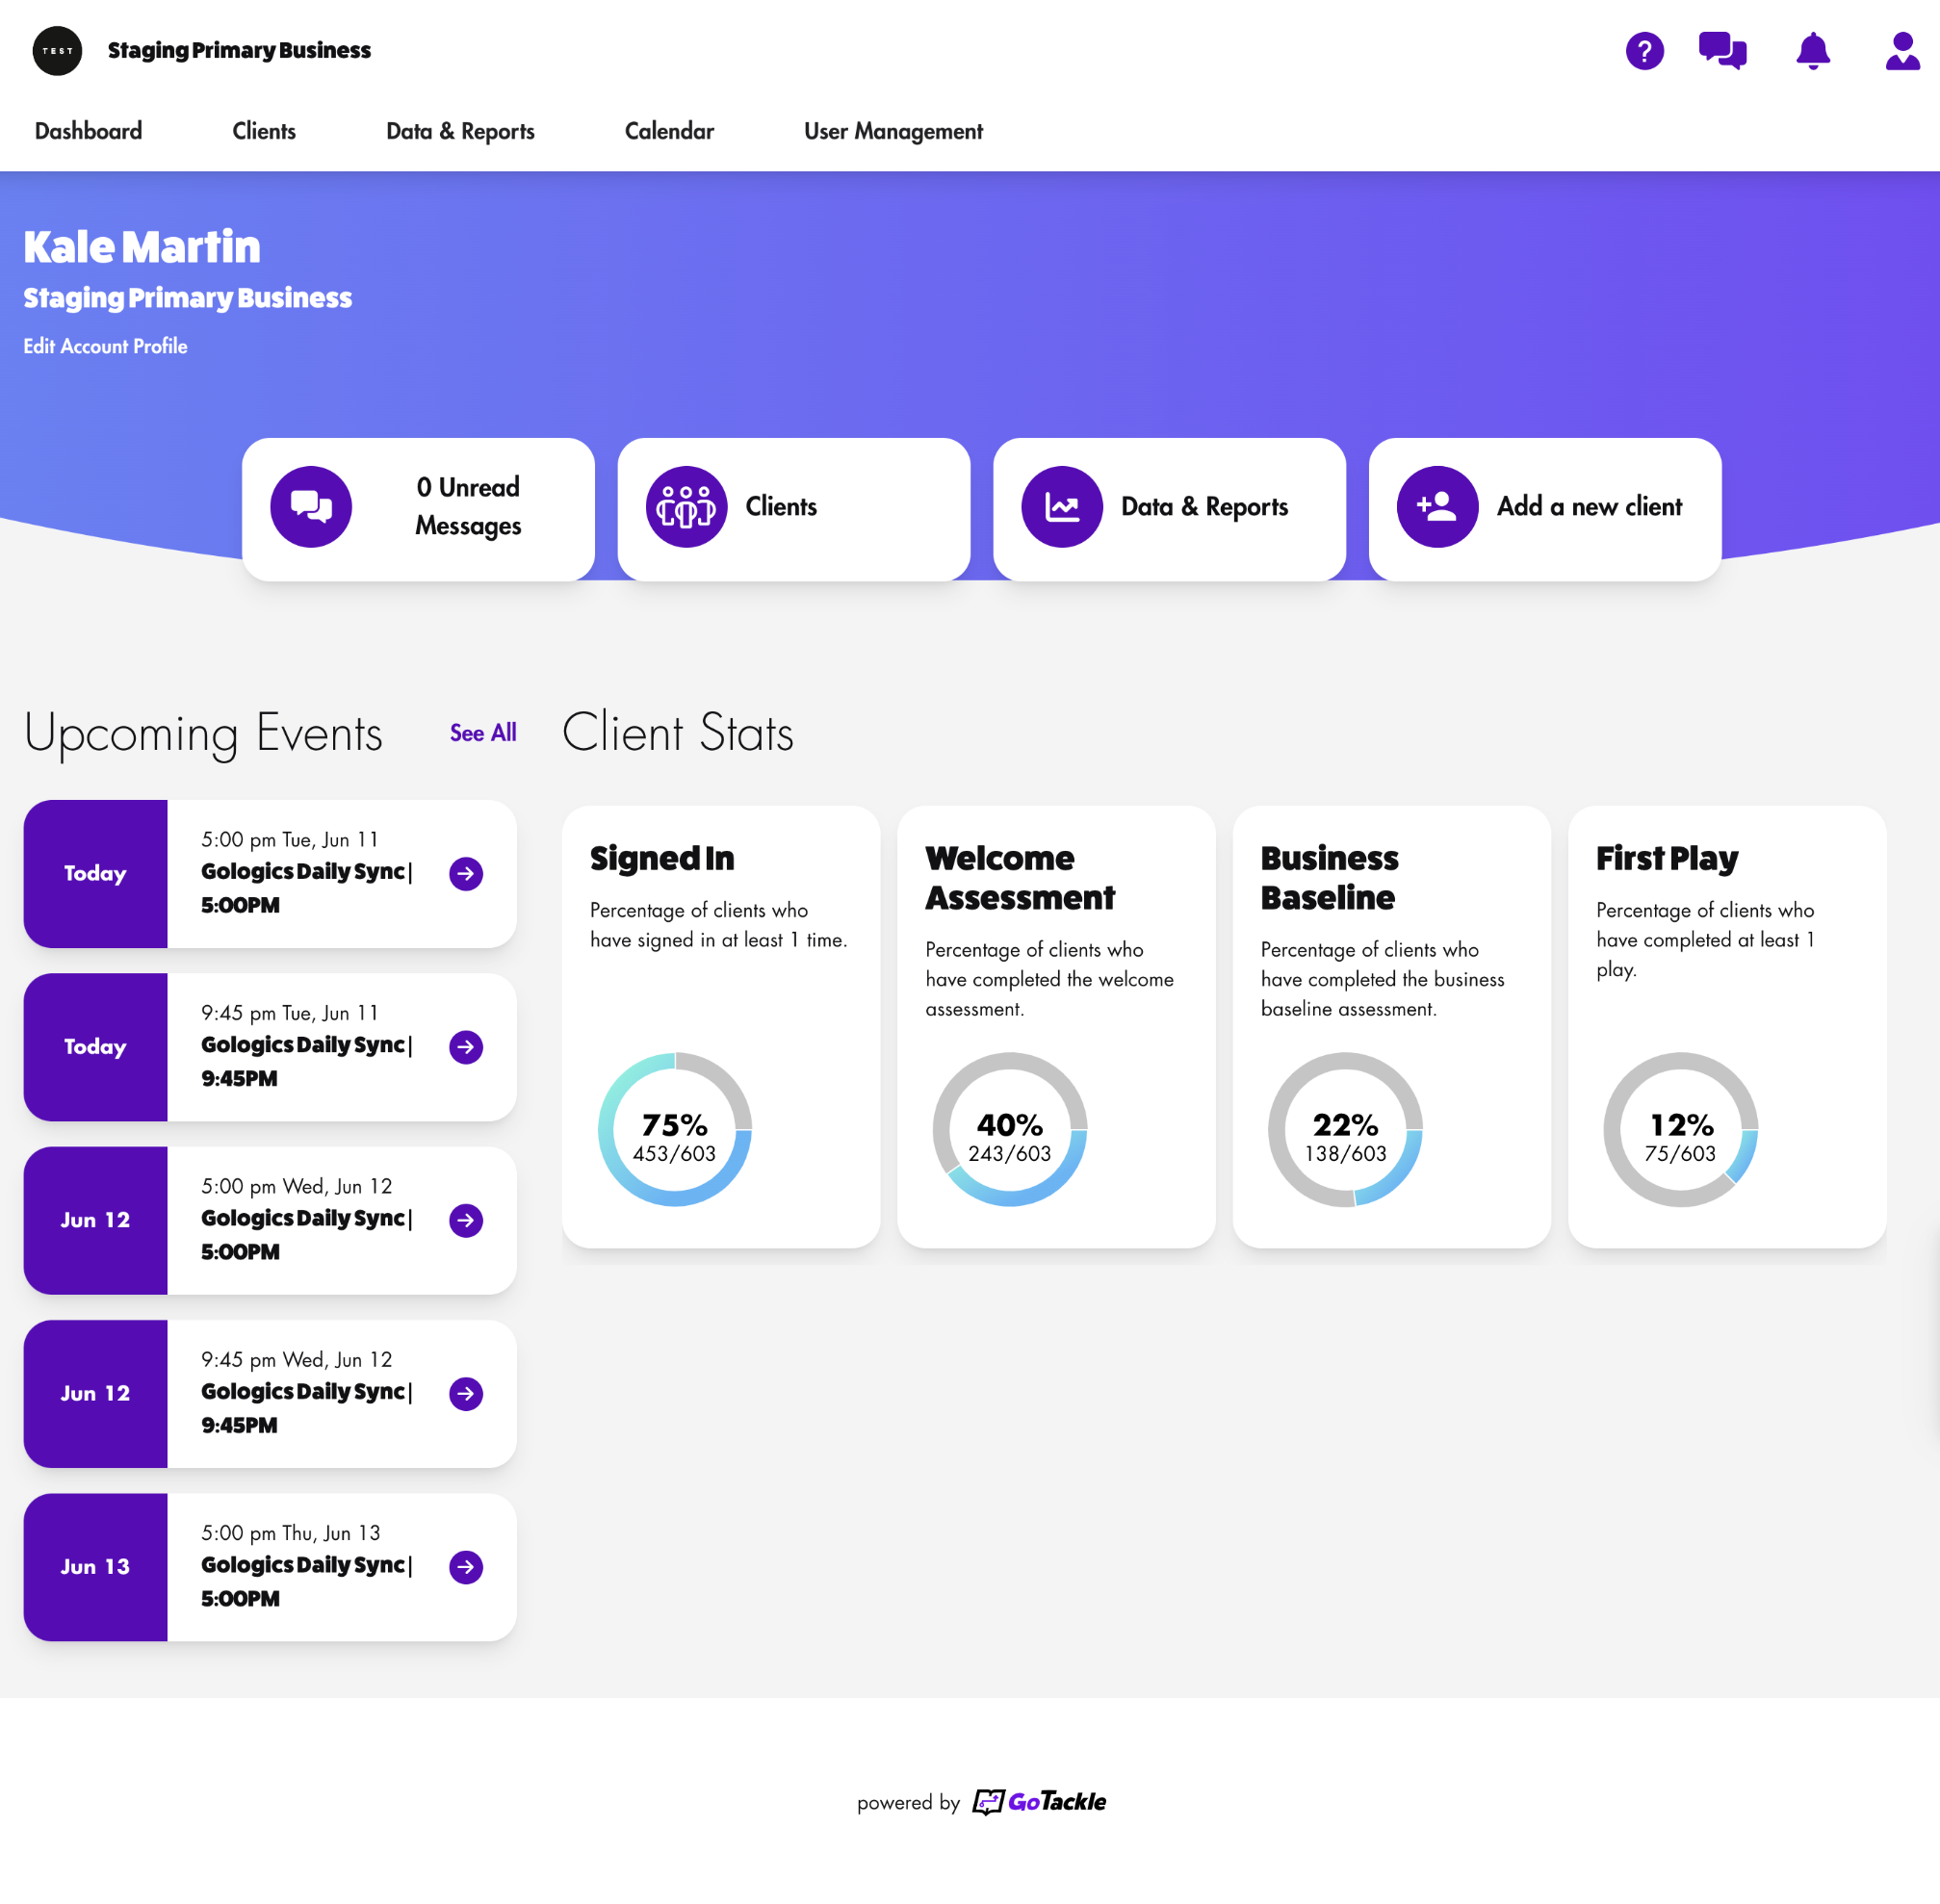 TEST
Staging Primary Business
?
Dashboard
Clients
Data & Reports
Calendar
User Management
Kale Martin
Staging Primary Business
Edit Account Profile
0 Unread
Messages
Clients
Data & Reports
Add a new client
Upcoming Events
See All
Today
5:00 pm Tue, Jun 11
Gologics Daily Sync |
5:00PM
Today
9:45 pm Tue, Jun 11
Gologics Daily Sync |
9:45PM
Jun 12
5:00 pm Wed, Jun 12
Gologics Daily Sync |
5:00PM
Jun 12
9:45 pm Wed, Jun 12
Gologics Daily Sync |
9:45PM
Jun 13
5:00 pm Thu, Jun 13
Gologics Daily Sync |
5:00PM
Client Stats
Signed In
Percentage of clients who
have signed in at least 1 time.
75%
453/603
Welcome
Assessment
Percentage of clients who
have completed the welcome
assessment.
40%
243/603
Business
Baseline
Percentage of clients who
have completed the business
baseline assessment.
22%
138/603
First Play
Percentage of clients who
have completed at least 1
play.
12%
75/603
powered by GoTackle